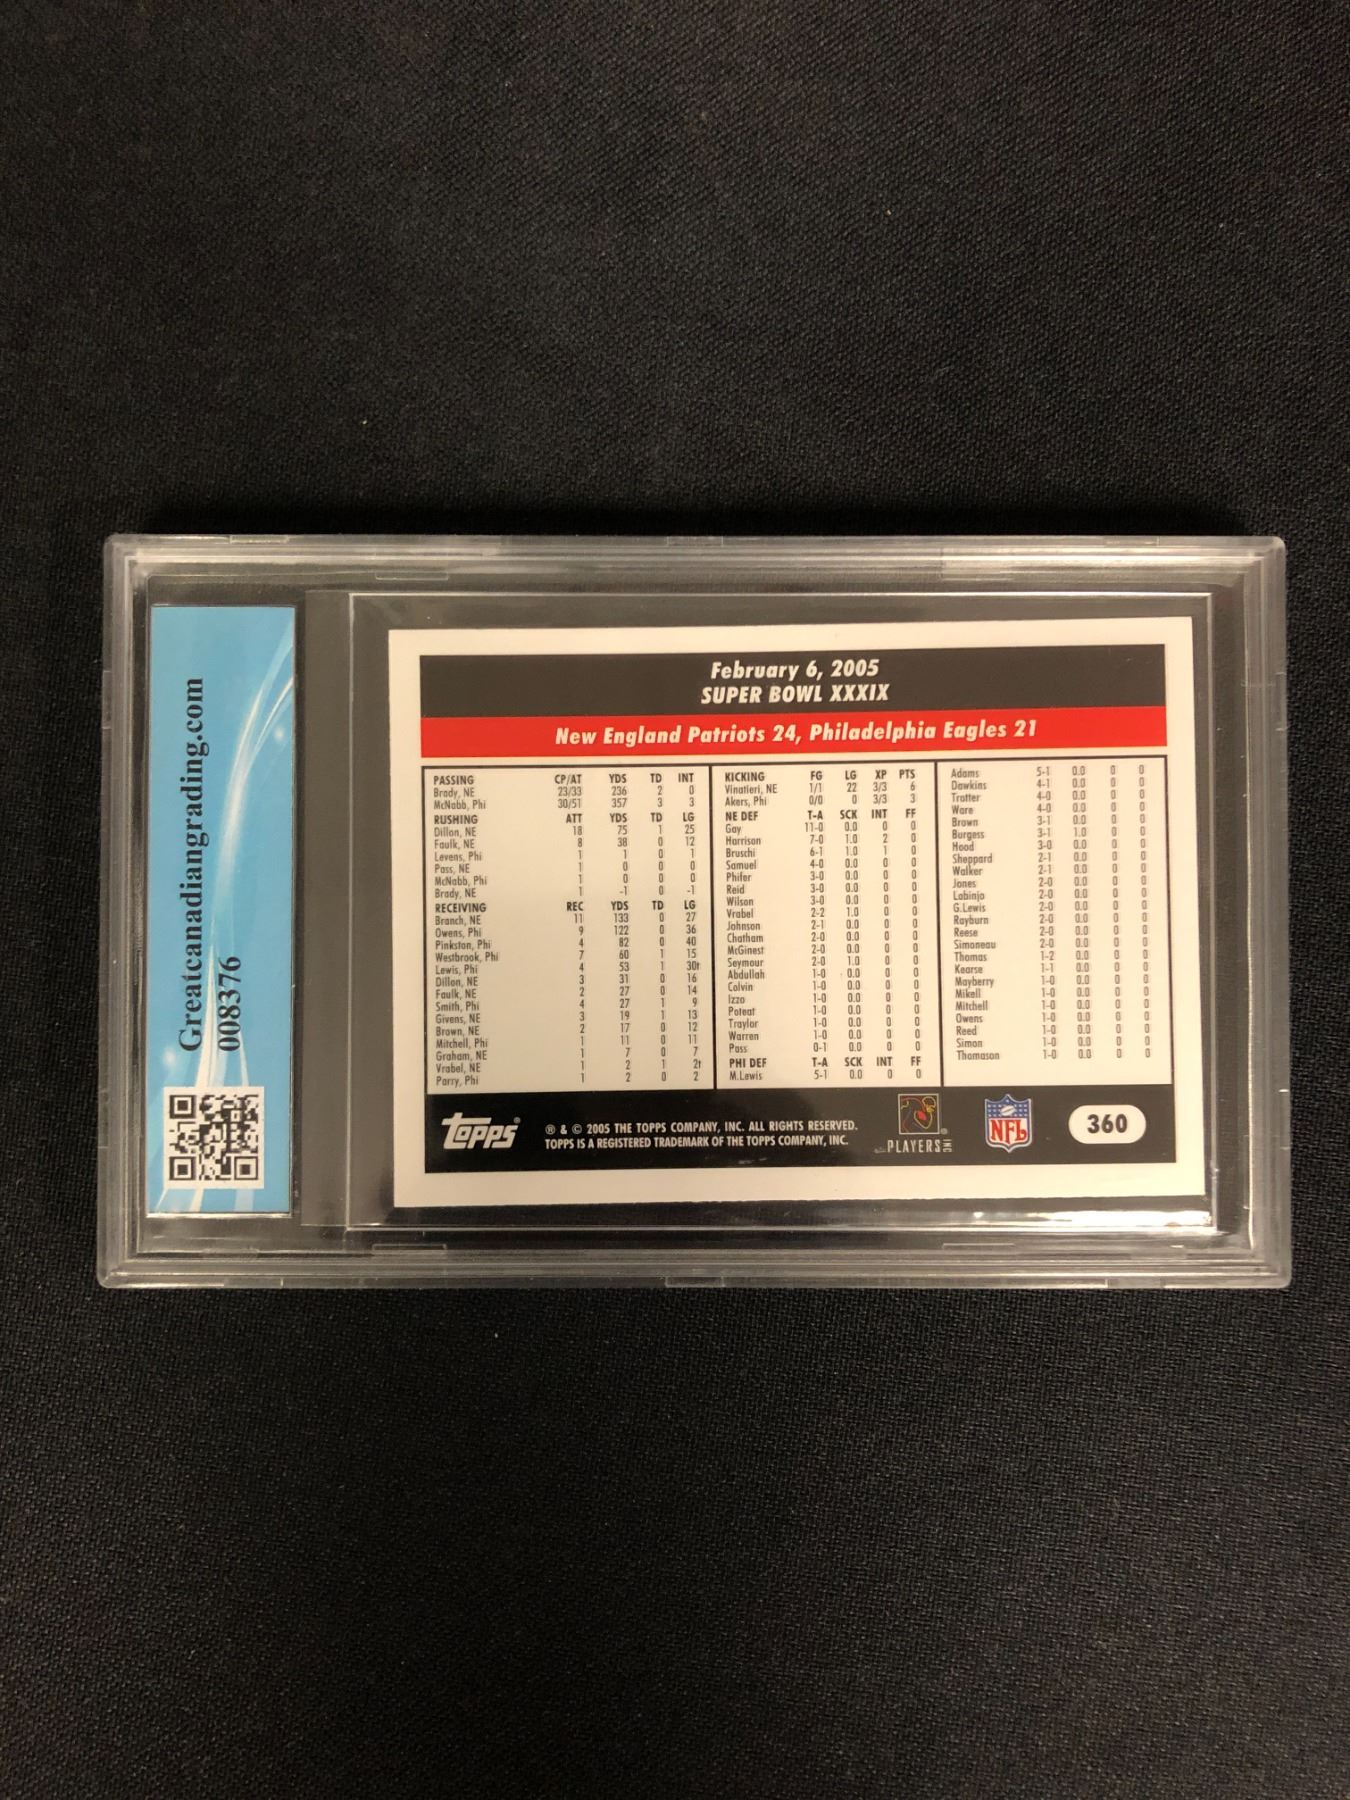 Greatcanadiangrading.com
008376
February 6, 2005
SUPER BOWL XXXIX
New England Patriots 24, Philadelphia Eagles 21
PASSING CP/AT YDS TD INT
Brady, NE 23/33 236 2 0
McNabb, Phi 30/51 357 3 3
RUSHING ATT YDS TD LG
Dillon, NE 18 75 1 25
Faulk, NE 8 38 0 12
Levens, Phi 1 1 0 1
Pass, NE 1 0 0 0
McNabb, Phi 1 0 0 0
Brady, NE 1 -1 0 -1
RECEIVING REC YDS TD LG
Branch, NE 11 133 0 27
Owens, Phi 9 122 0 36
Pinkston, Phi 4 82 0 40
Westbrook, Phi 7 60 1 15
Lewis, Phi 4 53 1 30t
Dillon, NE 3 31 0 16
Faulk, NE 2 27 0 14
Smith, Phi 4 27 1 9
Givens, NE 3 19 1 13
Brown, NE 2 17 0 12
Mitchell, Phi 1 11 0 11
Graham, NE 1 7 0 7
Vrabel, NE 1 2 1 2t
Parry, Phi 1 2 0 2
KICKING FG LG XP PTS
Vinatieri, NE 1/1 22 3/3 6
Akers, Phi 0/0 0 3/3 3
NE DEF T-A SCK INT FF
Gay 11-0 0.0 0 0
Harrison 7-0 1.0 2 0
Bruschi 6-1 1.0 1 0
Samuel 4-0 0.0 0 0
Phifer 3-0 0.0 0 0
Reid 3-0 0.0 0 0
Wilson 3-0 0.0 0 0
Vrabel 2-2 1.0 0 0
Johnson 2-1 0.0 0 0
Chatham 2-0 0.0 0 0
McGinest 2-0 0.0 0 0
Seymour 2-0 1.0 0 0
Abdullah 1-0 0.0 0 0
Colvin 1-0 0.0 0 0
Izzo 1-0 0.0 0 0
Poteat 1-0 0.0 0 0
Traylor 1-0 0.0 0 0
Warren 1-0 0.0 0 0
Pass 0-1 0.0 0 0
PHI DEF T-A SCK INT FF
M.Lewis 5-1 0.0 0 0
Adams 5-1 0.0 0 0
Dawkins 4-1 0.0 0 0
Trotter 4-0 0.0 0 0
Ware 4-0 0.0 0 0
Brown 3-1 0.0 0 0
Burgess 3-1 1.0 0 0
Hood 3-0 0.0 0 0
Sheppard 2-1 0.0 0 0
Walker 2-1 0.0 0 0
Jones 2-0 0.0 0 0
Labinjo 2-0 0.0 0 0
G.Lewis 2-0 0.0 0 0
Rayburn 2-0 0.0 0 0
Reese 2-0 0.0 0 0
Simoneau 2-0 0.0 0 0
Thomas 1-2 0.0 0 0
Kearse 1-1 0.0 0 0
Mayberry 1-0 0.0 0 0
Mikell 1-0 0.0 0 0
Mitchell 1-0 0.0 0 0
Owens 1-0 0.0 0 0
Reed 1-0 0.0 0 0
Simon 1-0 0.0 0 0
Thomason 1-0 0.0 0 0
topps®
® & © 2005 THE TOPPS COMPANY, INC. ALL RIGHTS RESERVED.
TOPPS IS A REGISTERED TRADEMARK OF THE TOPPS COMPANY, INC.
PLAYERS INC
NFL
360